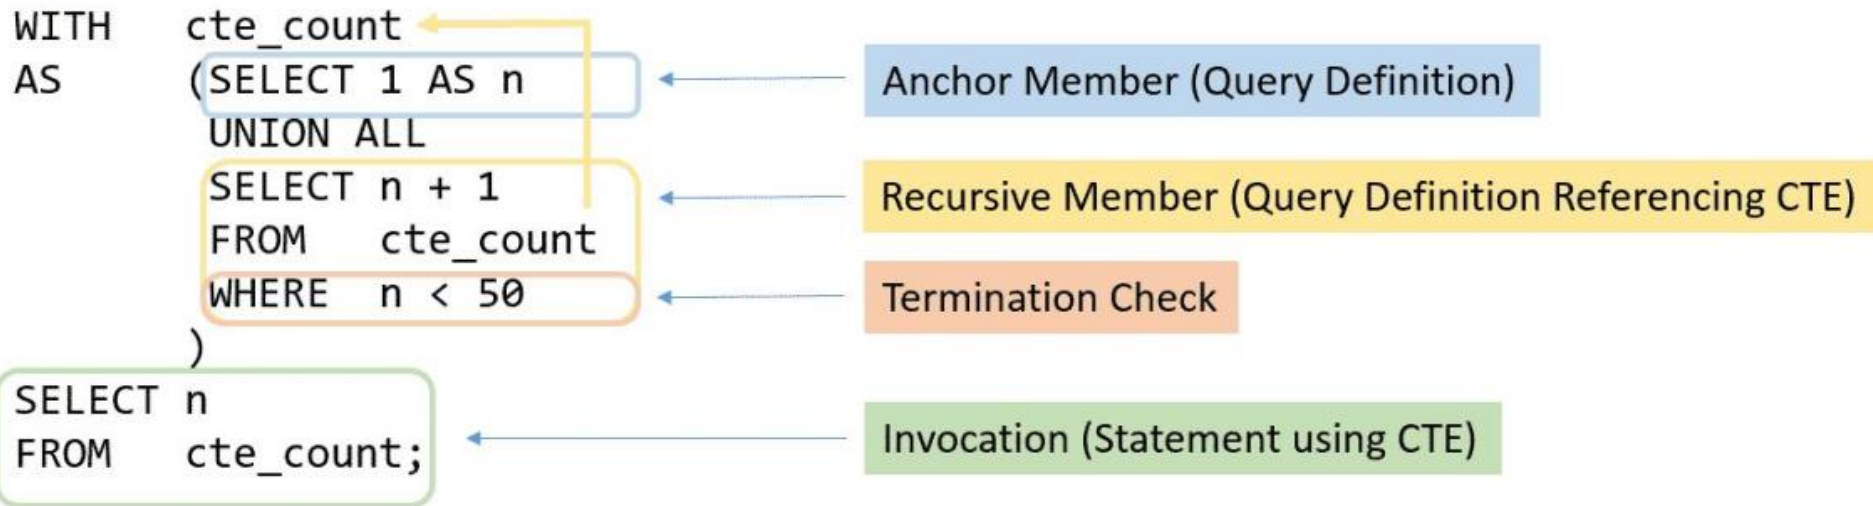 WITH cte_count
AS (SELECT 1 AS n
UNION ALL
SELECT n + 1
FROM cte_count
WHERE n < 50
)
SELECT n
FROM cte_count;
Anchor Member (Query Definition)
Recursive Member (Query Definition Referencing CTE)
Termination Check
Invocation (Statement using CTE)